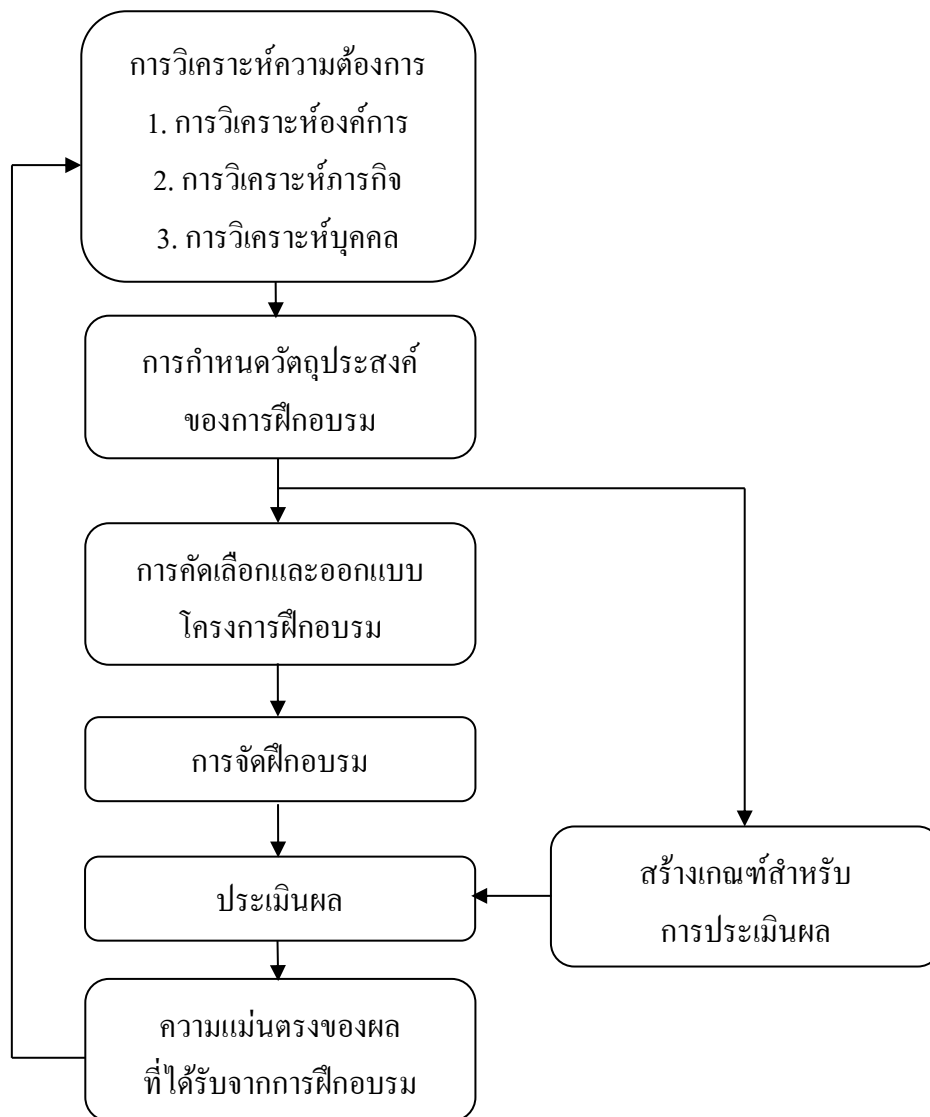 การวิเคราะห์ความต้องการ
1. การวิเคราะห์องค์การ
2. การวิเคราะห์ภารกิจ
3. การวิเคราะห์บุคคล
การกำหนดวัตถุประสงค์
ของการฝึกอบรม
การคัดเลือกและออกแบบ
โครงการฝึกอบรม
การจัดฝึกอบรม
ประเมินผล
สร้างเกณฑ์สำหรับ
การประเมินผล
ความแม่นตรงของผล
ที่ได้รับจากการฝึกอบรม